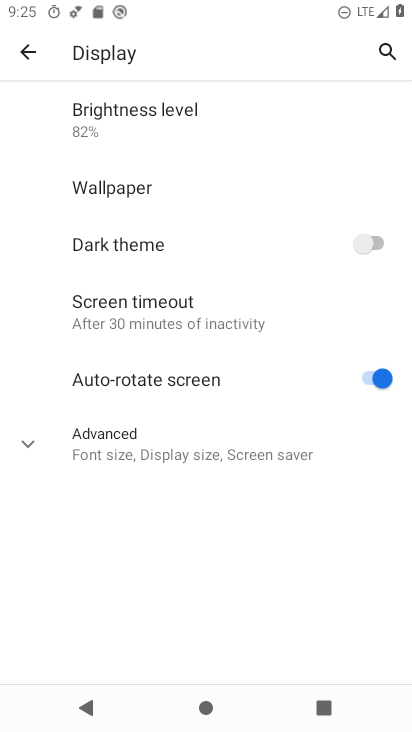 9:25
LTE
Display
Brightness level
82%
Wallpaper
Dark theme
Screen timeout
After 30 minutes of inactivity
Auto-rotate screen
Advanced
Font size, Display size, Screen saver